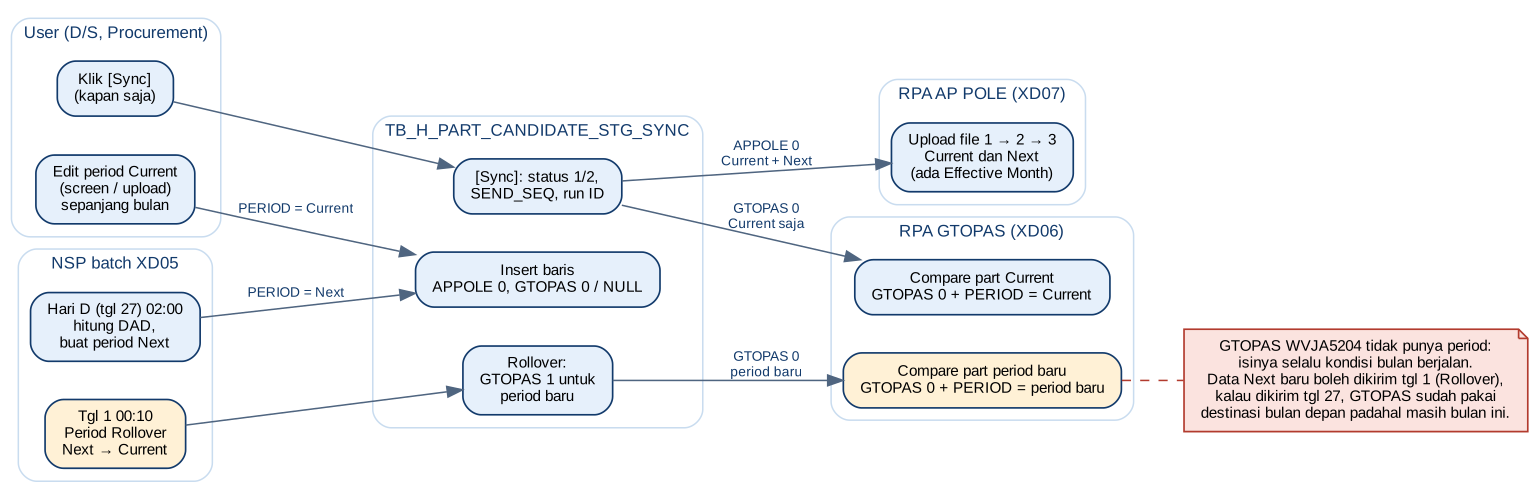 User (D/S, Procurement)
Klik [Sync]
(kapan saja)
Edit period Current
(screen / upload)
sepanjang bulan
NSP batch XD05
Hari D (tgl 27) 02:00
hitung DAD,
buat period Next
Tgl 1 00:10
Period Rollover
Next → Current
PERIOD = Current
PERIOD = Next
TB_H_PART_CANDIDATE_STG_SYNC
[Sync]: status 1/2,
SEND_SEQ, run ID
Insert baris
APPOLE 0, GTOPAS 0 / NULL
Rollover:
GTOPAS 1 untuk
period baru
APPOLE 0
Current + Next
GTOPAS 0
Current saja
GTOPAS 0
period baru
RPA AP POLE (XD07)
Upload file 1 → 2 → 3
Current dan Next
(ada Effective Month)
RPA GTOPAS (XD06)
Compare part Current
GTOPAS 0 + PERIOD = Current
Compare part period baru
GTOPAS 0 + PERIOD = period baru
GTOPAS WVJA5204 tidak punya period:
isinya selalu kondisi bulan berjalan.
Data Next baru boleh dikirim tgl 1 (Rollover),
kalau dikirim tgl 27, GTOPAS sudah pakai
destinasi bulan depan padahal masih bulan ini.